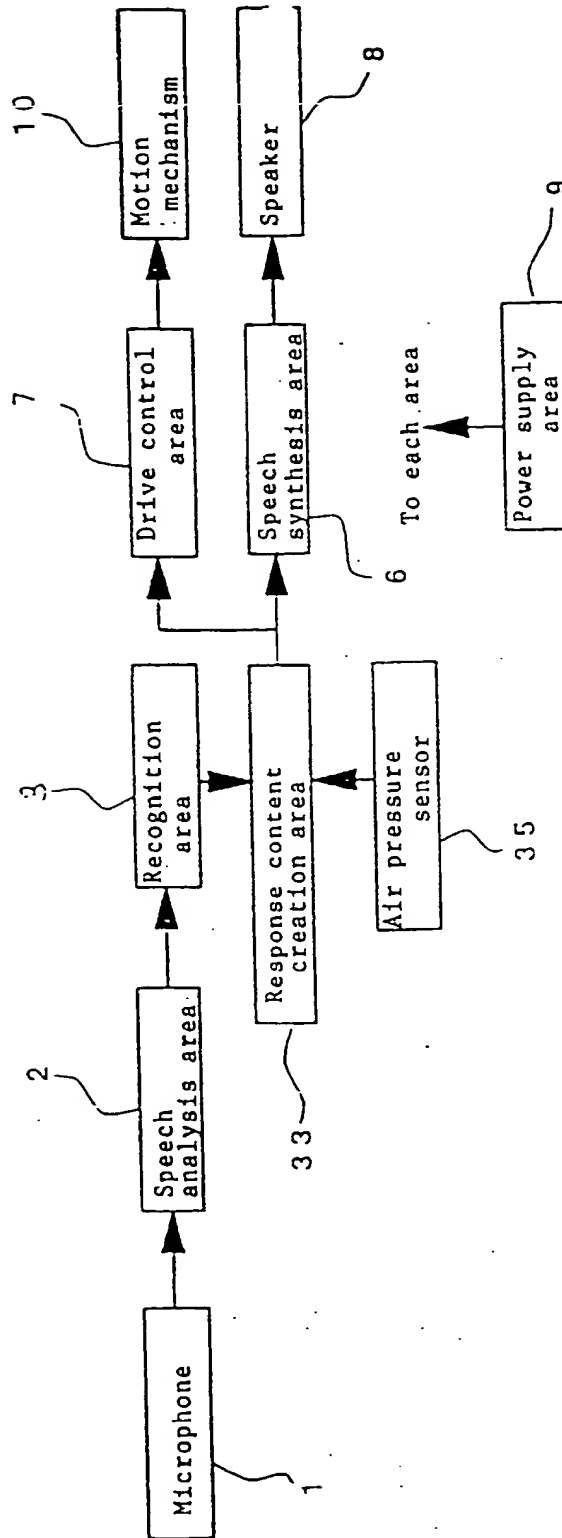 10
Motion
mechanism
Speaker
8
7
Drive control
area
Speech
synthesis area
6
To each area
9
Power supply
area
3
Recognition
area
Response content
creation area
33
Air pressure
sensor
35
2
Speech
analysis area
Microphone
1